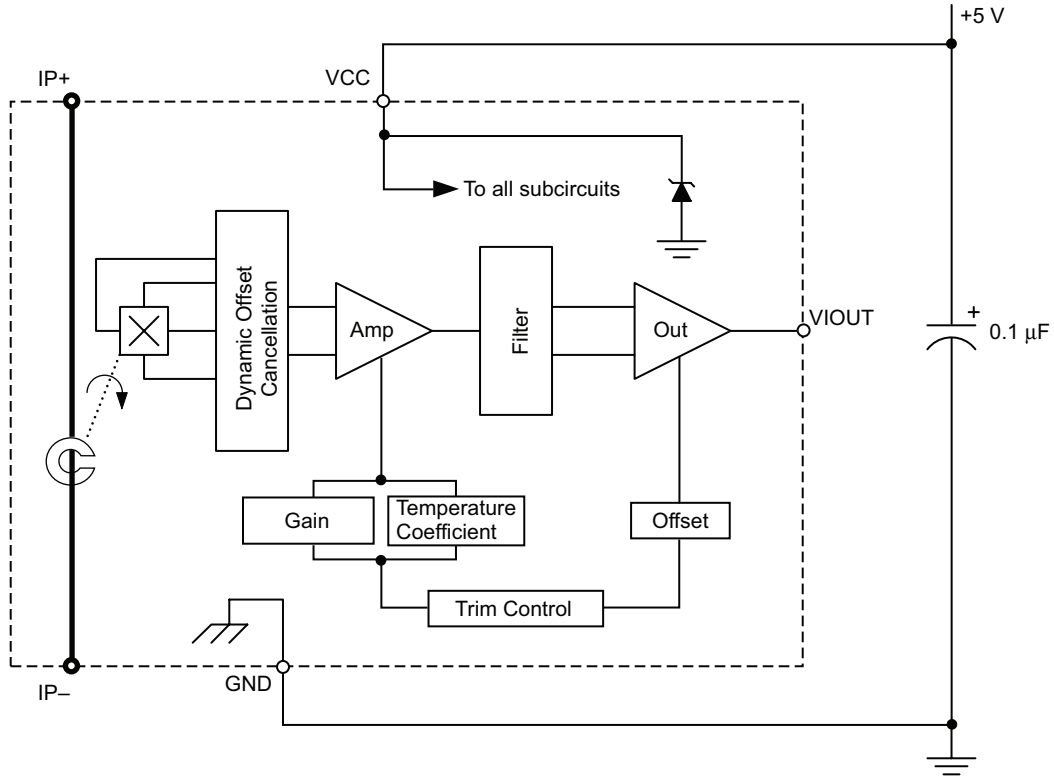 +5 V
IP+
VCC
To all subcircuits
Dynamic Offset
Cancellation
Amp
Filter
Out
VIOUT
+
0.1 μF
Gain
Temperature
Coefficient
Offset
Trim Control
GND
IP–